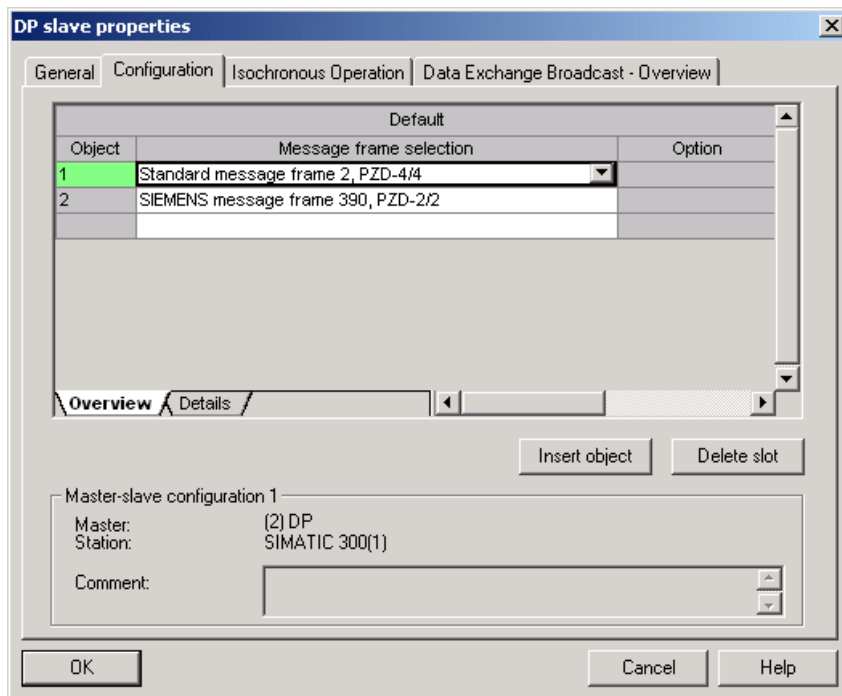 DP slave properties
General Configuration Isochronous Operation Data Exchange Broadcast - Overview
Default
Object Message frame selection Option
1 Standard message frame 2, PZD-4/4
2 SIEMENS message frame 390, PZD-2/2
Overview Details
Insert object Delete slot
Master-slave configuration 1
Master: (2) DP
Station: SIMATIC 300(1)
Comment:
OK Cancel Help